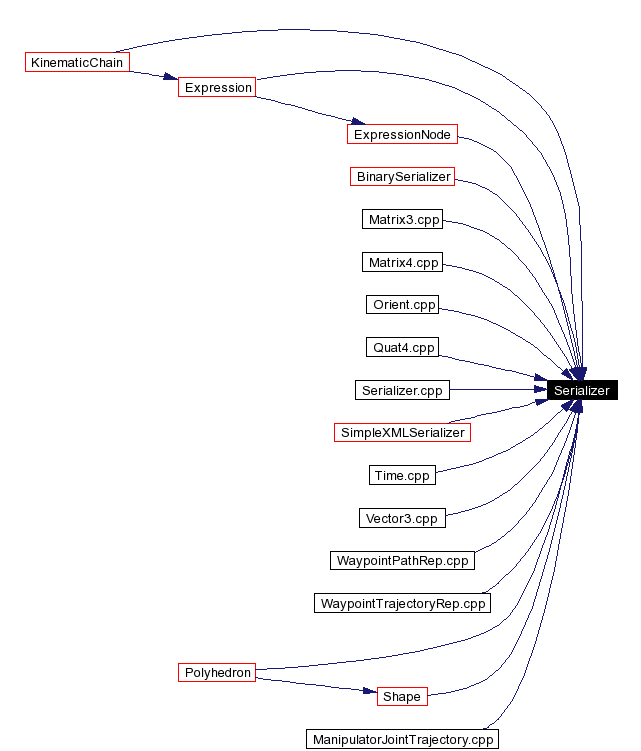 KinematicChain
Expression
ExpressionNode
BinarySerializer
Matrix3.cpp
Matrix4.cpp
Orient.cpp
Quat4.cpp
Serializer.cpp
Serializer
SimpleXMLSerializer
Time.cpp
Vector3.cpp
WaypointPathRep.cpp
WaypointTrajectoryRep.cpp
Polyhedron
Shape
ManipulatorJointTrajectory.cpp